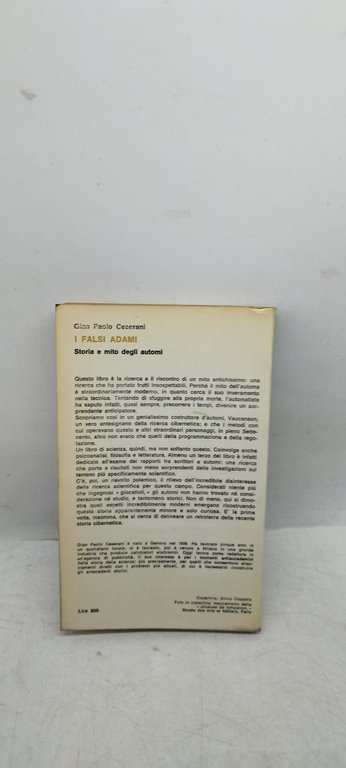 Gian Paolo Ceserani
I FALSI ADAMI
Storia e mito degli automi
Questo libro è la ricerca e il riscontro di un mito antichissimo: una
ricerca che ha portato frutti insospettabili. Perché il mito dell'automa
è straordinariamente moderno, in quanto cerca il suo inveramento
nella tecnica. Tentando di sfuggire alla propria morte, l'automatista
ha saputo infatti, quasi sempre, precorrere i tempi, divenire un sor-
prendente anticipatore.
Scopriamo così in un genialissimo costruttore d'automi, Vaucanson,
un vero antesignano della ricerca cibernetica; e che i metodi con
cui operavano questo e altri straordinari personaggi, in pieno Sette-
cento, altro non erano che quelli della programmazione e della rego-
lazione.
Un libro di scienza, quindi, ma non soltanto questo. Coinvolge anche
psicoanalisi, filosofia e letteratura. Almeno un terzo del libro è infatti
dedicato all'esame dei rapporti fra scrittori e automi: una ricerca
che porta a risultati non meno sorprendenti delle investigazioni sul
terreno più specificamente scientifico.
C'è, poi, un risvolto polemico, il rilievo dell'incredibile disinteresse
della ricerca scientifica per questo campo. Considerati niente più
che ingegnosi « giocattoli, » gli automi non hanno trovato né consi-
derazione né studio, e tantomeno storici. Non di meno, qui si dimo-
stra quali aspetti incredibilmente moderni emergano ricostruendo
questa storia apparentemente minore e solo curiosa. E' la prima
volta, insomma, che si cerca di delineare un retroterra della recente
storia cibernetica.
Gian Paolo Ceserani è nato a Genova nel 1939. Ha lavorato cinque anni in
un quotidiano locale, si è laureato, poi è venuto a Milano in una grande
industria che produce calcolatori elettronici. Oggi lavora come redattore in
un'agenzia di pubblicità. Il suo interesse è per i momenti antiaccademici
della storia della scienza: più precisamente, per quelli che consentono allac-
ciamenti diretti con i problemi più attuali, di cui è necessario ricostruire
gli antecedenti storici.
Copertina: Silvio Coppola
Foto in copertina: meccanismo della
« Joueuse de tympanon, »
Musée des Arts et Métiers, Paris
Lire 800